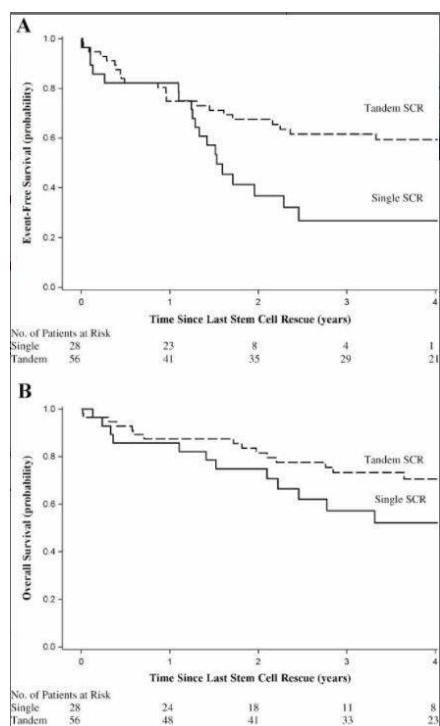 A
Event-Free Survival (probability)
1.0
0.8
0.6
0.4
0.2
0.0
Tandem SCR
Single SCR
0 1 2 3 4
Time Since Last Stem Cell Rescue (years)
No. of Patients at Risk
Single 28 23 8 4 1
Tandem 56 41 35 29 21
B
Overall Survival (probability)
1.0
0.8
0.6
0.4
0.2
0.0
Tandem SCR
Single SCR
0 1 2 3 4
Time Since Last Stem Cell Rescue (years)
No. of Patients at Risk
Single 28 24 18 11 8
Tandem 56 48 41 33 23